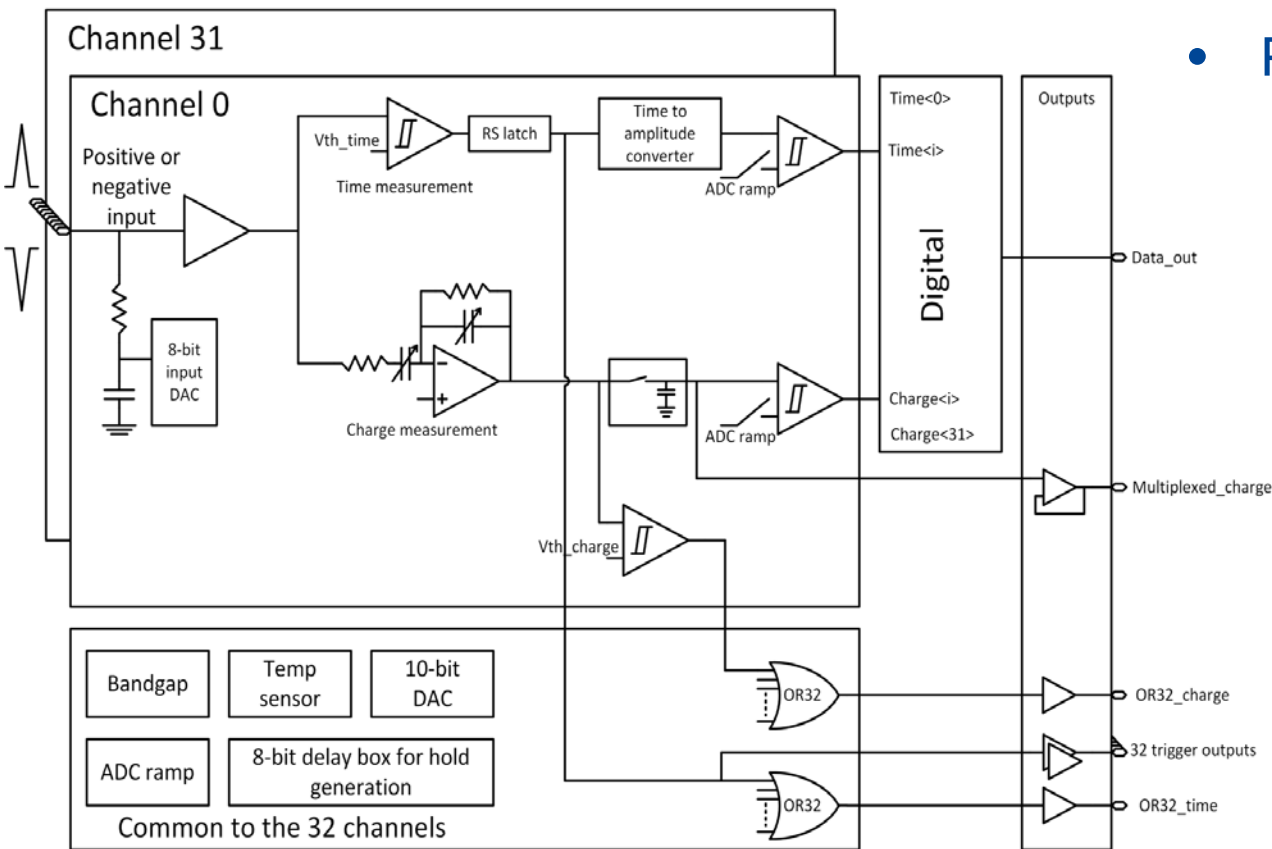 Channel 31
• F
Channel 0
Time<0>
Outputs
Time to
amplitude
converter
Vth_time
RS latch
Time<i>
Positive or
negative
input
Time measurement
ADC ramp
Digital
Data_out
8-bit
input
DAC
-
+
Charge measurement
Charge<i>
ADC ramp
Charge<31>
Multiplexed_charge
Vth_charge
Bandgap
Temp
sensor
10-bit
DAC
OR32
OR32_charge
ADC ramp
8-bit delay box for hold
generation
32 trigger outputs
OR32
OR32_time
Common to the 32 channels